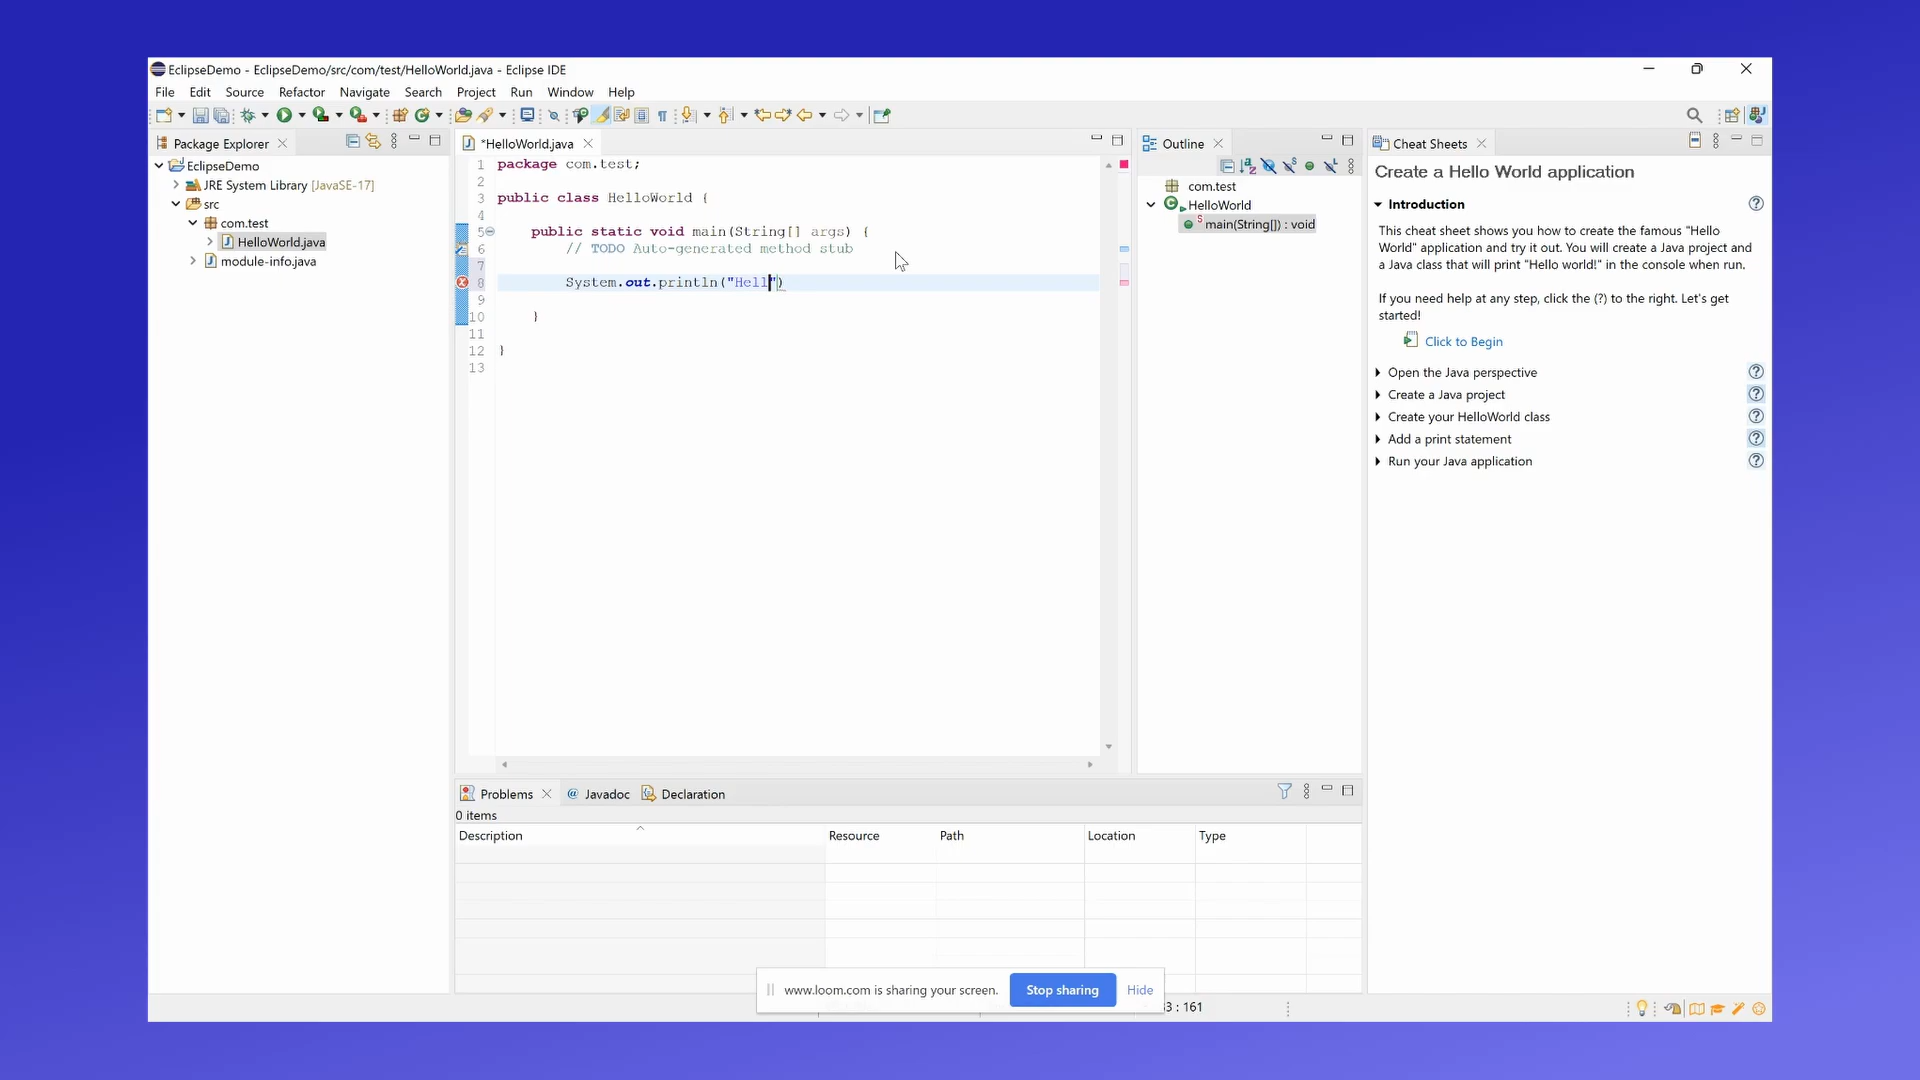 EclipseDemo - EclipseDemo/src/com/test/HelloWorld.java - Eclipse IDE
File Edit Source Refactor Navigate Search Project Run Window Help
Package Explorer
EclipseDemo
JRE System Library [JavaSE-17]
src
com.test
HelloWorld.java
module-info.java
*HelloWorld.java
1 package com.test;
2
3 public class HelloWorld {
4
5 public static void main(String[] args) {
6 // TODO Auto-generated method stub
7
8 System.out.println("Hell")
9
10 }
11
12 }
13
Outline
com.test
HelloWorld
main(String[]) : void
Cheat Sheets
Create a Hello World application
Introduction
This cheat sheet shows you how to create the famous "Hello
World" application and try it out. You will create a Java project and
a Java class that will print "Hello world!" in the console when run.
If you need help at any step, click the (?) to the right. Let's get
started!
Click to Begin
Open the Java perspective
Create a Java project
Create your HelloWorld class
Add a print statement
Run your Java application
Problems @ Javadoc Declaration
0 items
Description Resource Path Location Type
www.loom.com is sharing your screen. Stop sharing Hide
3 : 161